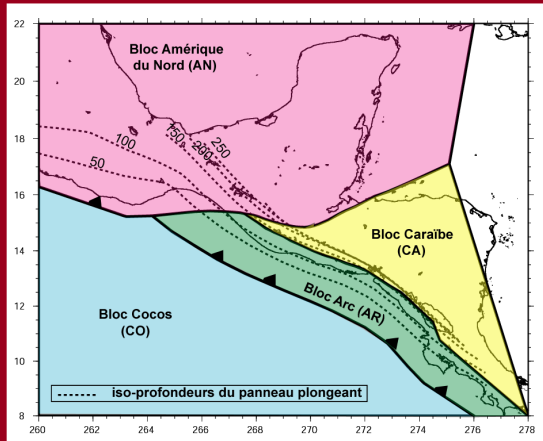 22
20
18
16
14
12
10
8
260 262 264 266 268 270 272 274 276 278
Bloc Amérique
du Nord (AN)
50
100
150
200
250
Bloc Caraïbe
(CA)
Bloc Arc (AR)
Bloc Cocos
(CO)
iso-profondeurs du panneau plongeant